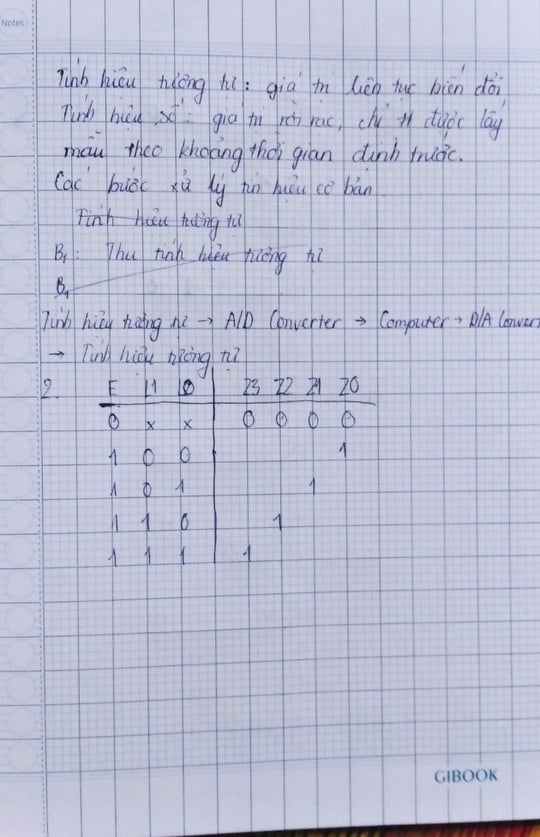 Notes
Tính hiệu tương tự: giá trị liên tục biến đổi
Tính hiệu số: giá trị rời rạc, chỉ đc được lấy
mẫu theo khoảng thời gian định trước.
Các bước xử lý tín hiệu cơ bản
Tính hiệu tương tự
B1: Thu tính hiệu tương tự
B1
Tính hiệu tương tự → A/D Converter → Computer → D/A Conver
→ Tính hiệu tương tự
2. E I1 I0 Z3 Z2 Z1 Z0
0 x x 0 0 0 0
1 0 0 1
1 0 1 1
1 1 0 1
1 1 1 1
GIBOOK